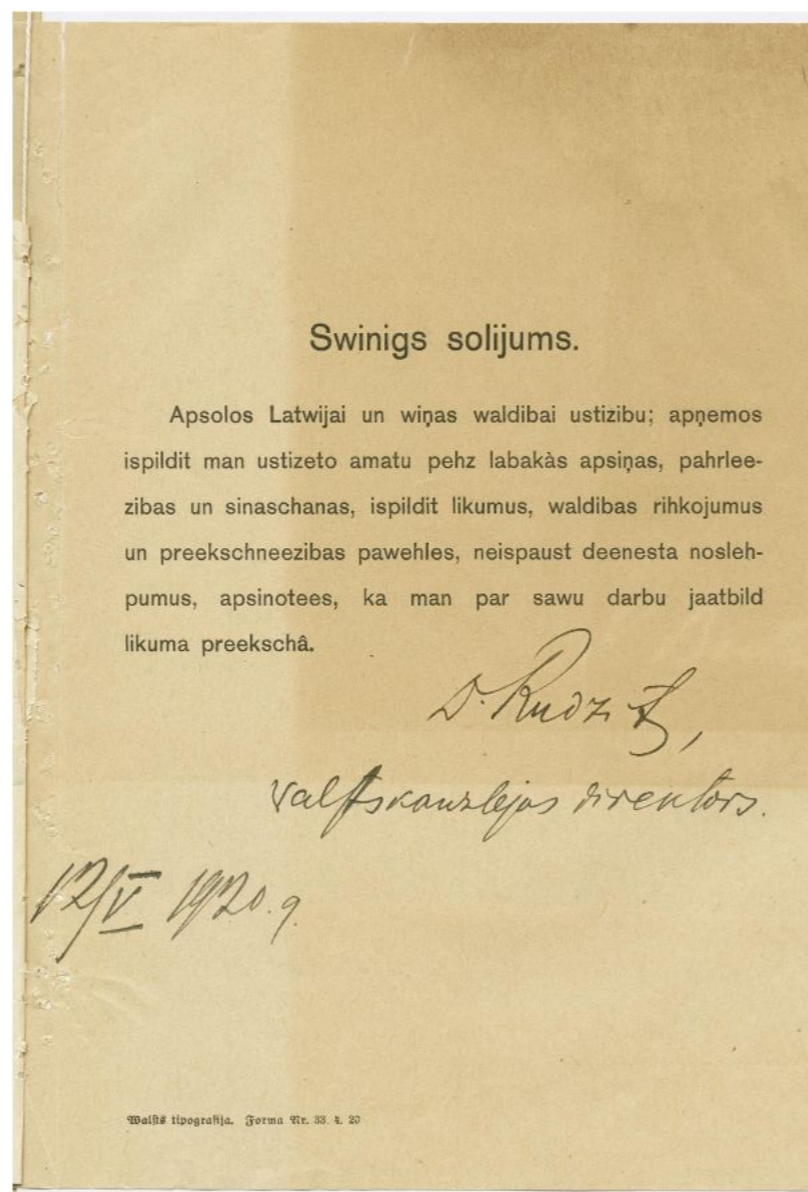 Swinigs solijums.
Apsolos Latwijai un wiņas waldibai ustizibu; apņemos
ispildit man ustizeto amatu pehz labakàs apsiņas, pahrlee-
zibas un sinaschanas, ispildit likumus, waldibas rihkojumus
un preekschneezibas pawehles, neispaust deenesta nosleh-
pumus, apsinotees, ka man par sawu darbu jaatbild
likuma preekschâ.
D. Rudzīt,
Valstskanzlejas direktors.
12/V 1920. g.
Walsts tipografija. Forma Nr. 33. 4. 20